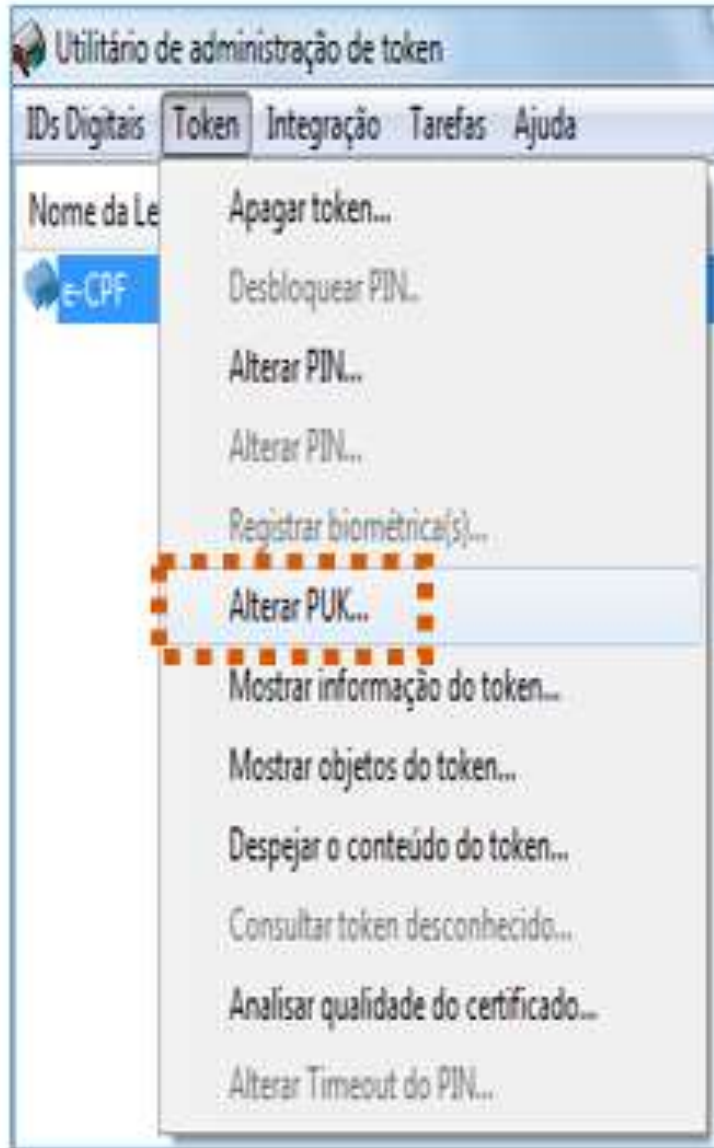 Utilitário de administração de token
IDs Digitais Token Integração Tarefas Ajuda
Nome da Le
e-CPF
Apagar token...
Desbloquear PIN...
Alterar PIN...
Alterar PIN...
Registrar biométrica(s)...
Alterar PUK...
Mostrar informação do token...
Mostrar objetos do token...
Despejar o conteúdo do token...
Consultar token desconhecido...
Analisar qualidade do certificado...
Alterar Timeout do PIN...